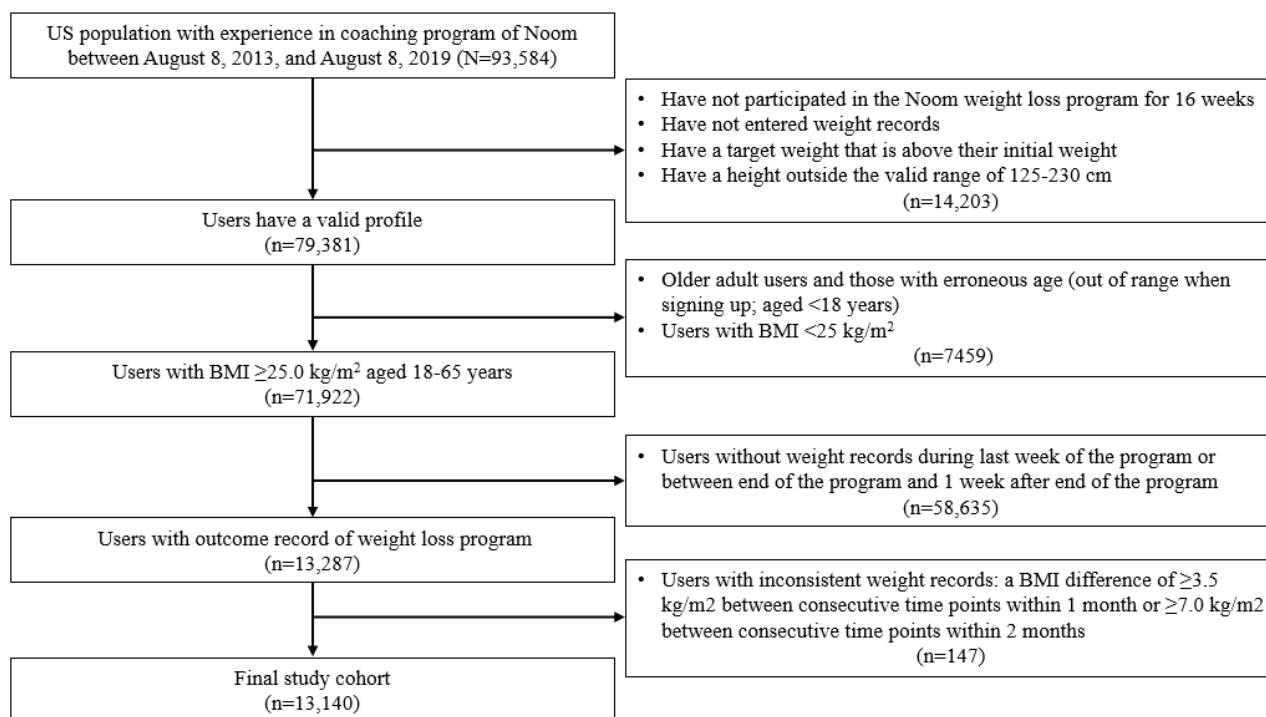 US population with experience in coaching program of Noom
between August 8, 2013, and August 8, 2019 (N=93,584)
• Have not participated in the Noom weight loss program for 16 weeks
• Have not entered weight records
• Have a target weight that is above their initial weight
• Have a height outside the valid range of 125-230 cm
(n=14,203)
Users have a valid profile
(n=79,381)
• Older adult users and those with erroneous age (out of range when
signing up; aged <18 years)
• Users with BMI <25 kg/m²
(n=7459)
Users with BMI ≥25.0 kg/m² aged 18-65 years
(n=71,922)
• Users without weight records during last week of the program or
between end of the program and 1 week after end of the program
(n=58,635)
Users with outcome record of weight loss program
(n=13,287)
• Users with inconsistent weight records: a BMI difference of ≥3.5
kg/m2 between consecutive time points within 1 month or ≥7.0 kg/m2
between consecutive time points within 2 months
(n=147)
Final study cohort
(n=13,140)